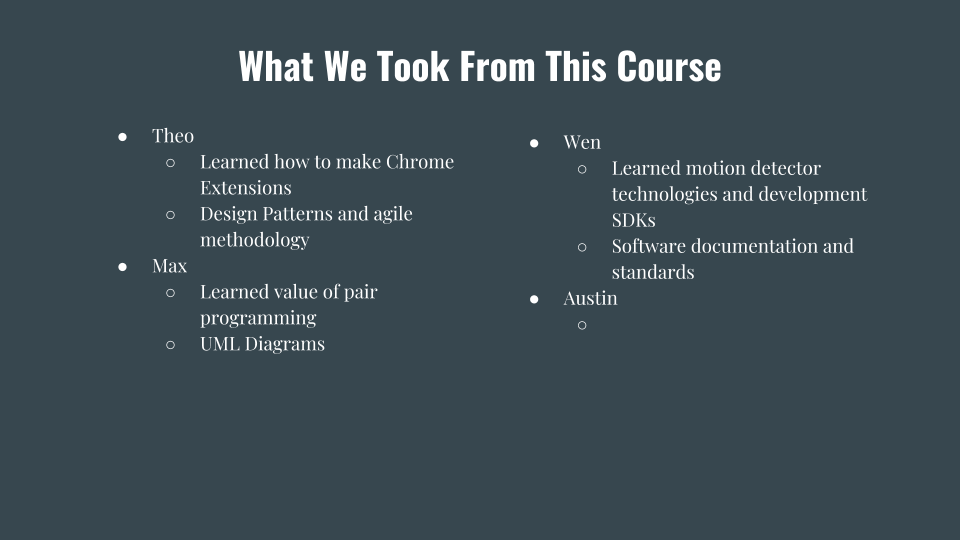 What We Took From This Course
● Theo
○ Learned how to make Chrome
Extensions
○ Design Patterns and agile
methodology
● Max
○ Learned value of pair
programming
○ UML Diagrams
● Wen
○ Learned motion detector
technologies and development
SDKs
○ Software documentation and
standards
● Austin
○